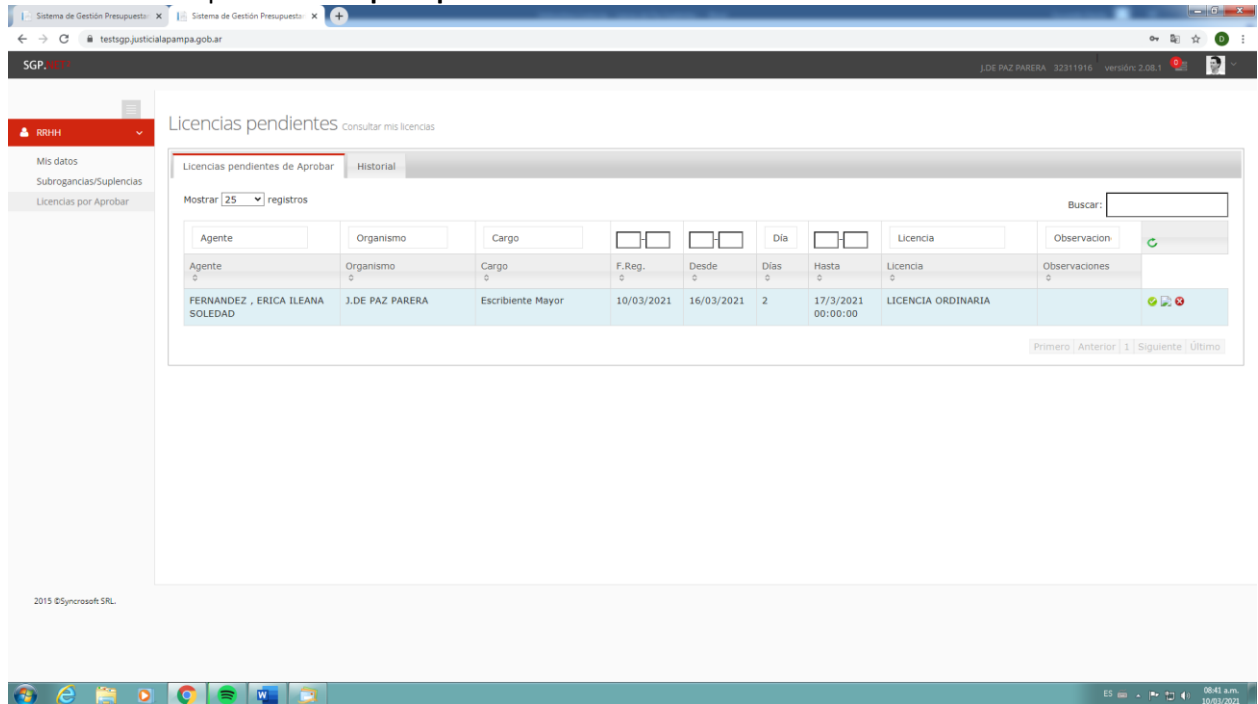 Sistema de Gestión Presupuestar
Sistema de Gestión Presupuestar
testsgp.justicialapampa.gob.ar
D
SGP.
J.DE PAZ PARERA 32311916 versión: 2.08.1
0
RRHH
Mis datos
Subrogancias/Suplencias
Licencias por Aprobar
Licencias pendientes Consultar mis licencias
Licencias pendientes de Aprobar Historial
Mostrar 25 registros
Buscar:
Agente Organismo Cargo - - Día - Licencia Observacion
Agente Organismo Cargo F.Reg. Desde Días Hasta Licencia Observaciones
FERNANDEZ , ERICA ILEANA J.DE PAZ PARERA Escribiente Mayor 10/03/2021 16/03/2021 2 17/3/2021 LICENCIA ORDINARIA
SOLEDAD 00:00:00
Primero Anterior 1 Siguiente Último
2015 ©Syncrosoft SRL.
W
ES 08:41 a.m.
10/03/2021